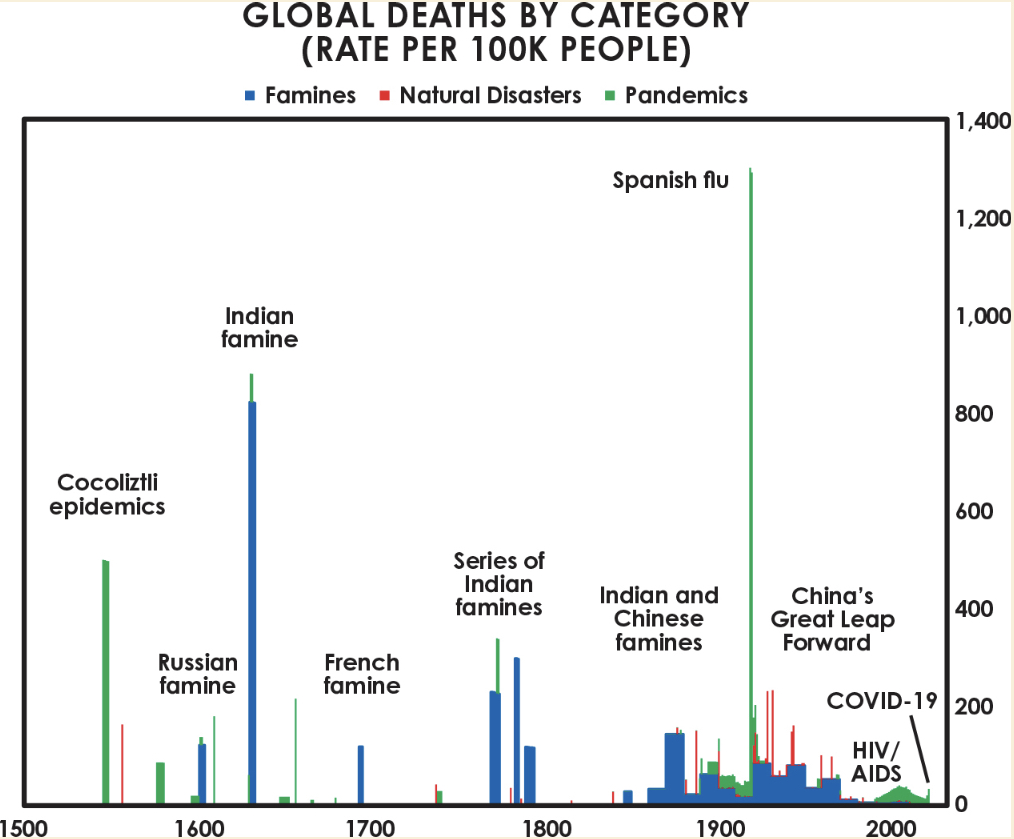 GLOBAL DEATHS BY CATEGORY
(RATE PER 100K PEOPLE)
Famines Natural Disasters Pandemics
1,400
Spanish flu
1,200
Indian
famine
1,000
800
Cocoliztli
epidemics
600
Series of
Indian
famines
Indian and
Chinese
famines
China's
Great Leap
Forward
400
Russian
famine
French
famine
200
COVID-19
HIV/
AIDS
0
1500 1600 1700 1800 1900 2000